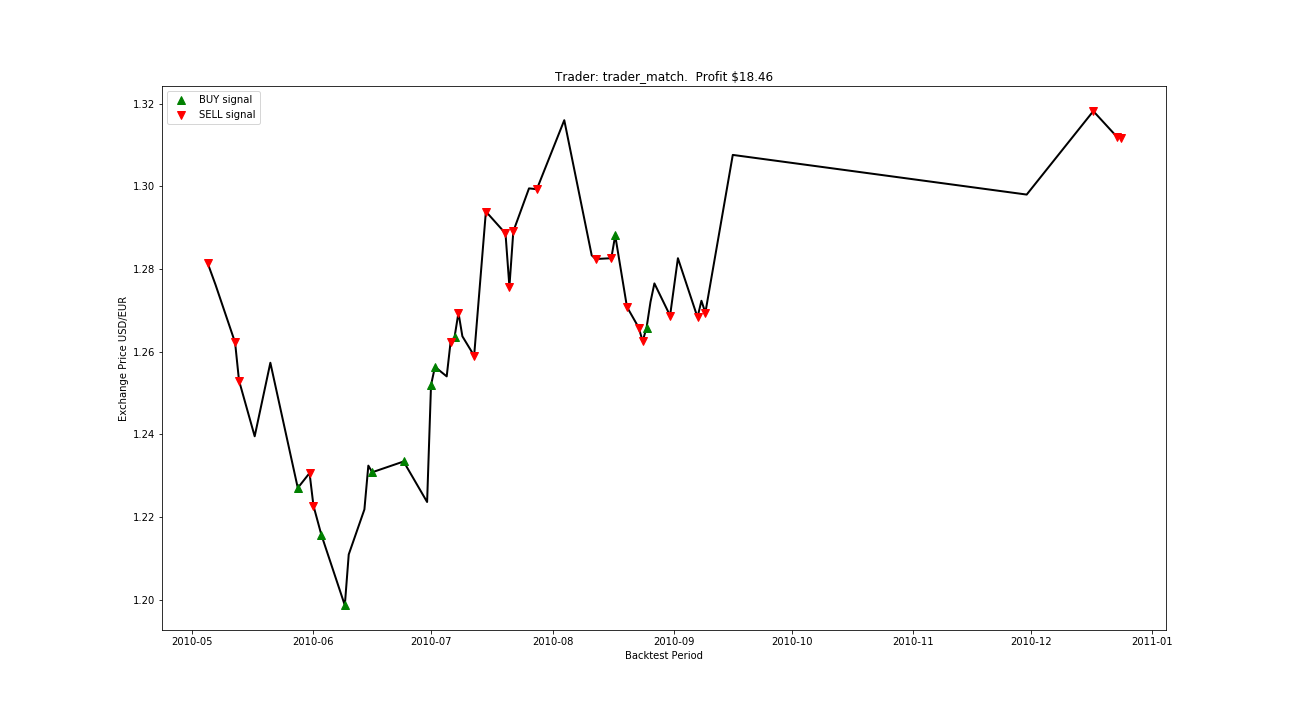 Trader: trader_match.  Profit $18.46
BUY signal
SELL signal
Exchange Price USD/EUR
1.32
1.30
1.28
1.26
1.24
1.22
1.20
2010-05 2010-06 2010-07 2010-08 2010-09 2010-10 2010-11 2010-12 2011-01
Backtest Period